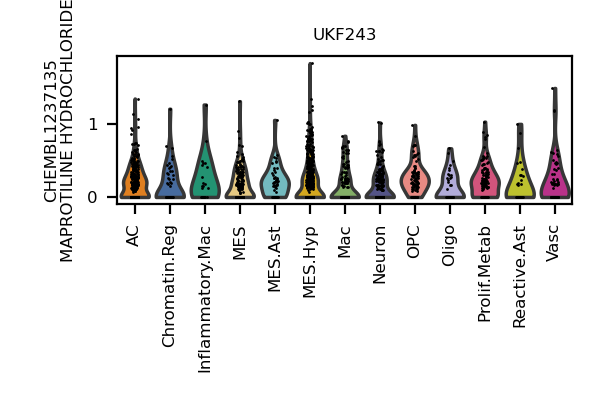 UKF243
CHEMBL1237135
MAPROTILINE HYDROCHLORIDE
1
0
AC
Chromatin.Reg
Inflammatory.Mac
MES
MES.Ast
MES.Hyp
Mac
Neuron
OPC
Oligo
Prolif.Metab
Reactive.Ast
Vasc